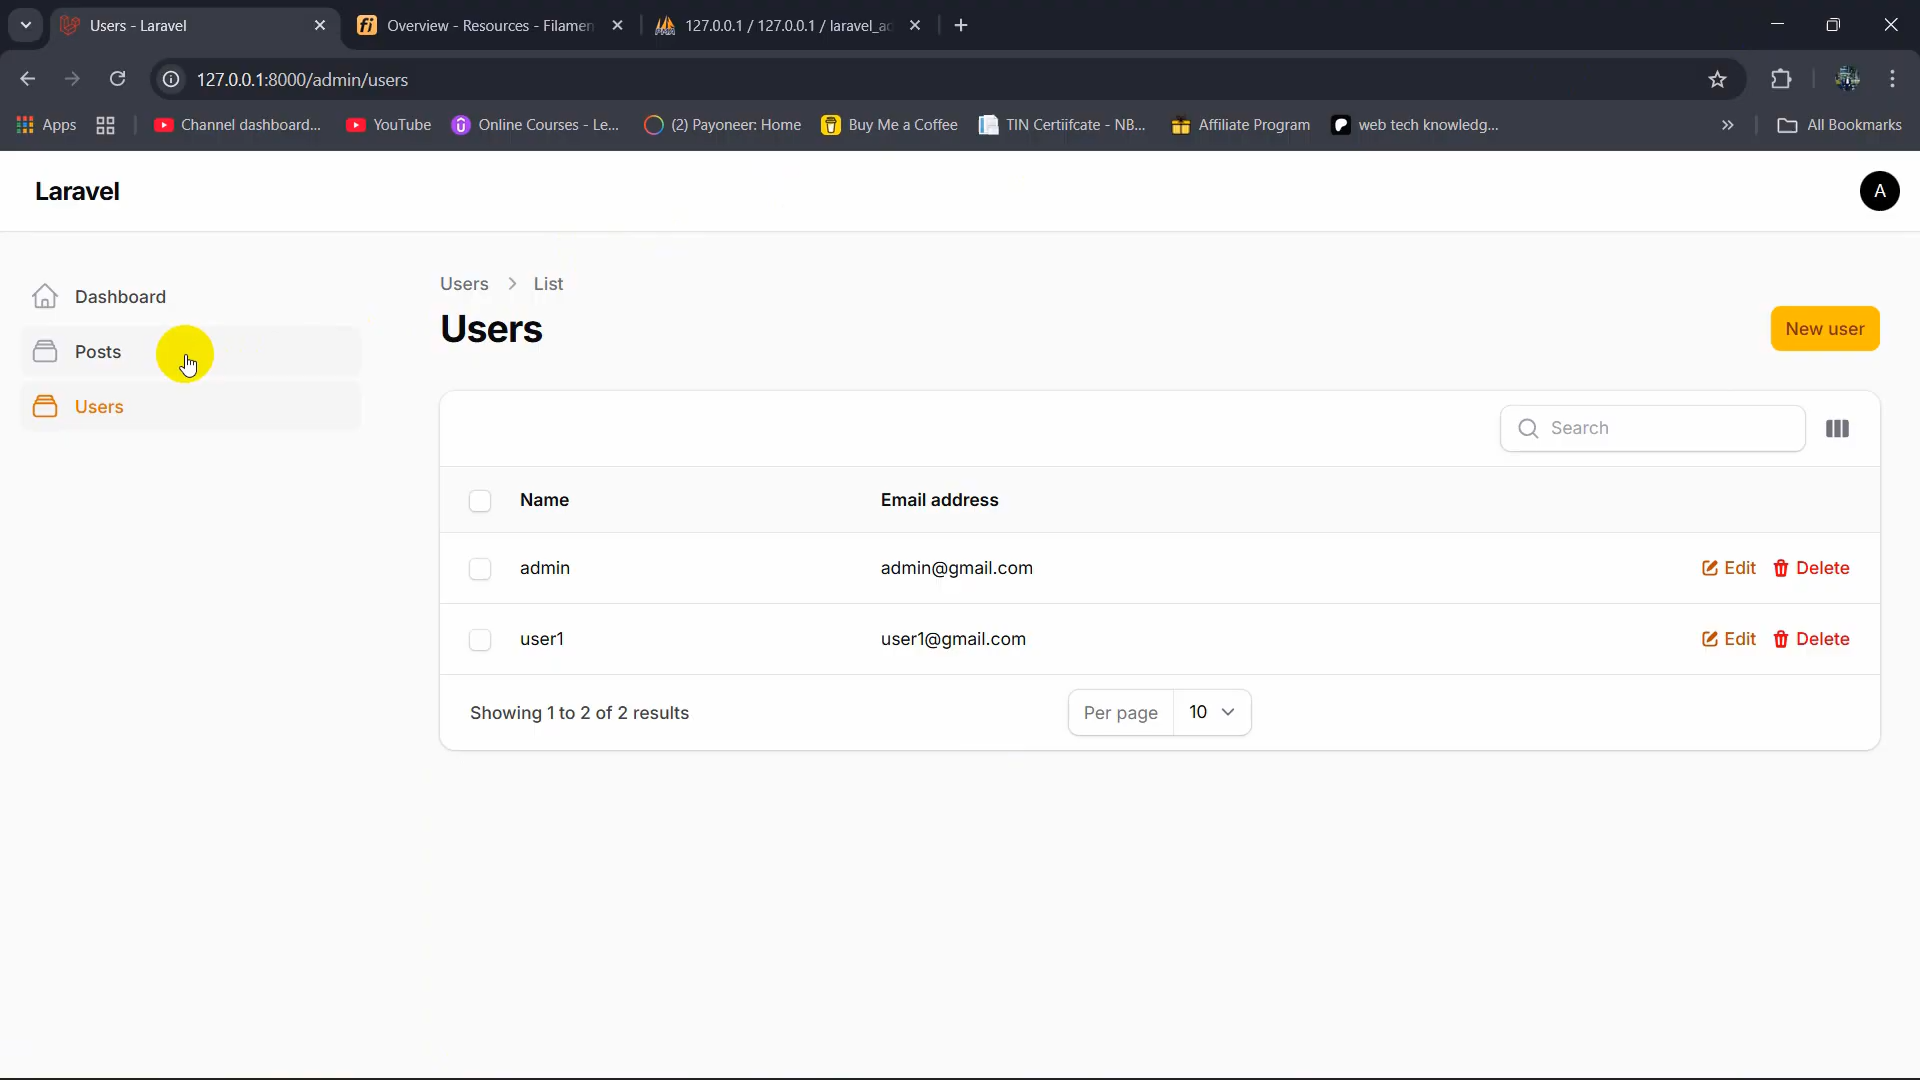 Users - Laravel
Overview - Resources - Filamen
127.0.0.1 / 127.0.0.1 / laravel_ad
127.0.0.1:8000/admin/users
Apps
Channel dashboard...
YouTube
Online Courses - Le...
(2) Payoneer: Home
Buy Me a Coffee
TIN Certiifcate - NB...
Affiliate Program
web tech knowledg...
All Bookmarks
Laravel
A
Dashboard
Posts
Users
Users > List
Users
New user
Search
Name Email address
admin admin@gmail.com Edit Delete
user1 user1@gmail.com Edit Delete
Showing 1 to 2 of 2 results
Per page 10